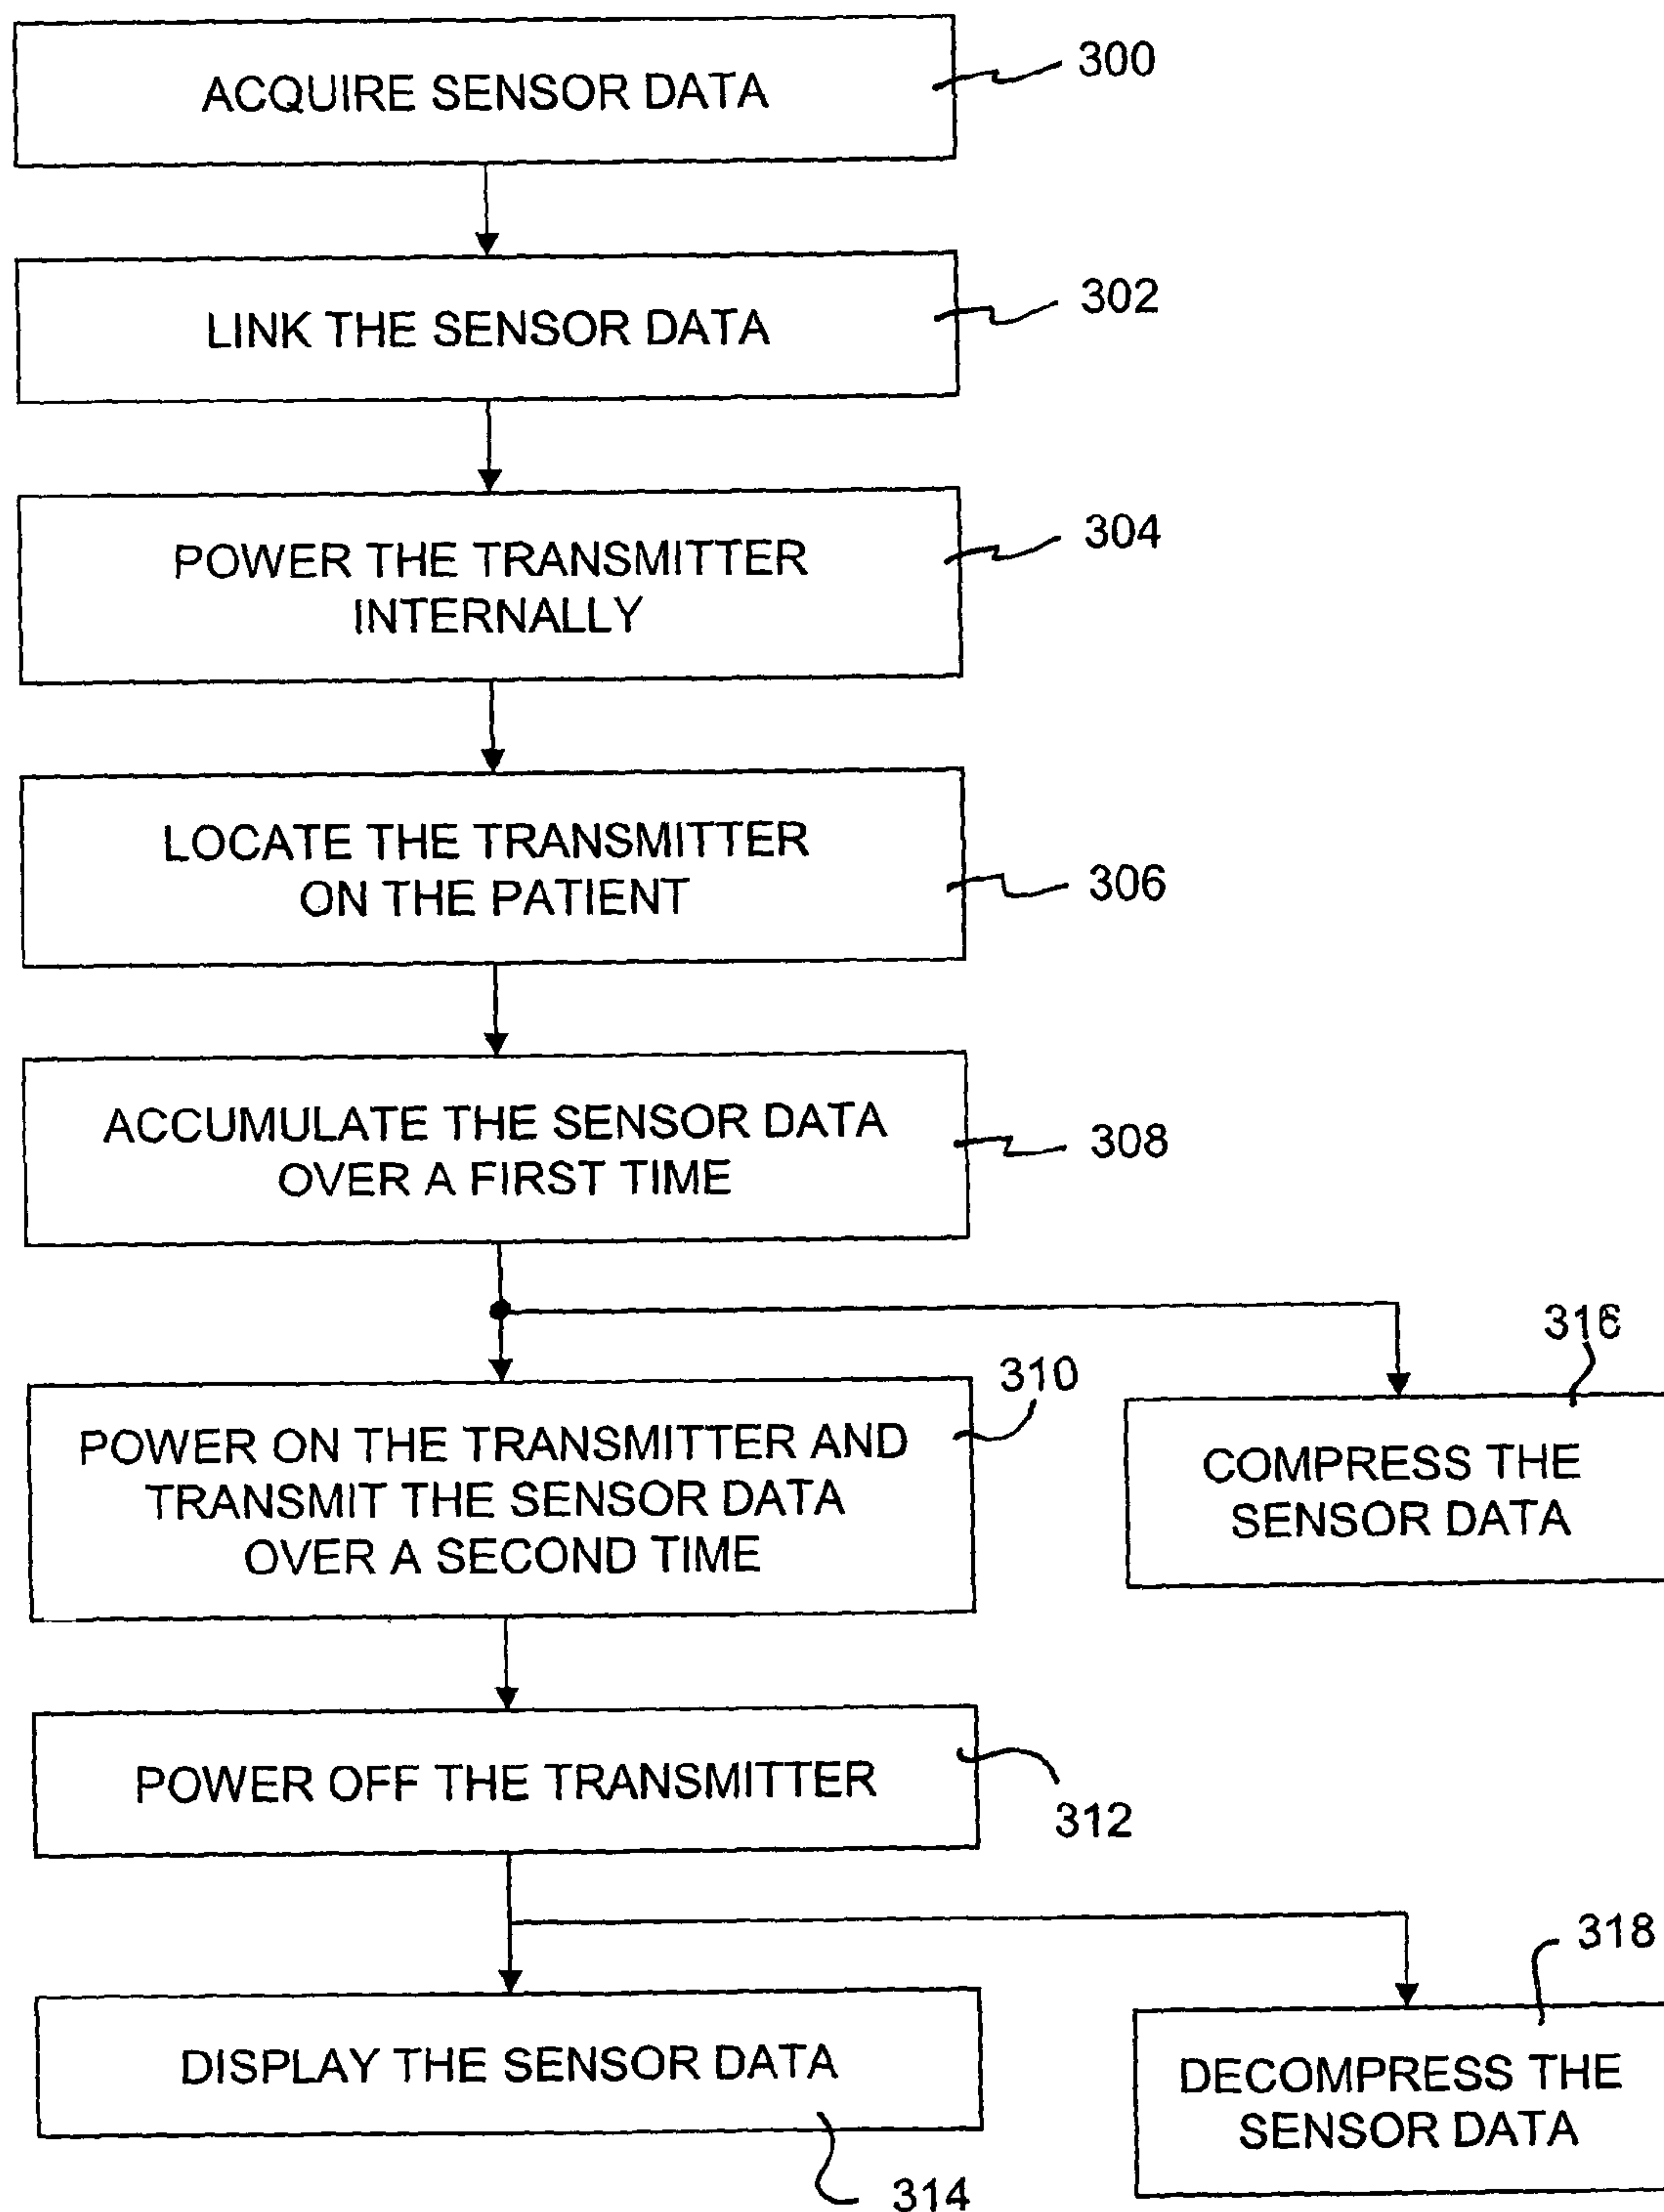 ACQUIRE SENSOR DATA
300
LINK THE SENSOR DATA
302
POWER THE TRANSMITTER
INTERNALLY
304
LOCATE THE TRANSMITTER
ON THE PATIENT
306
ACCUMULATE THE SENSOR DATA
OVER A FIRST TIME
308
POWER ON THE TRANSMITTER AND
TRANSMIT THE SENSOR DATA
OVER A SECOND TIME
310
COMPRESS THE
SENSOR DATA
316
POWER OFF THE TRANSMITTER
312
DISPLAY THE SENSOR DATA
314
DECOMPRESS THE
SENSOR DATA
318